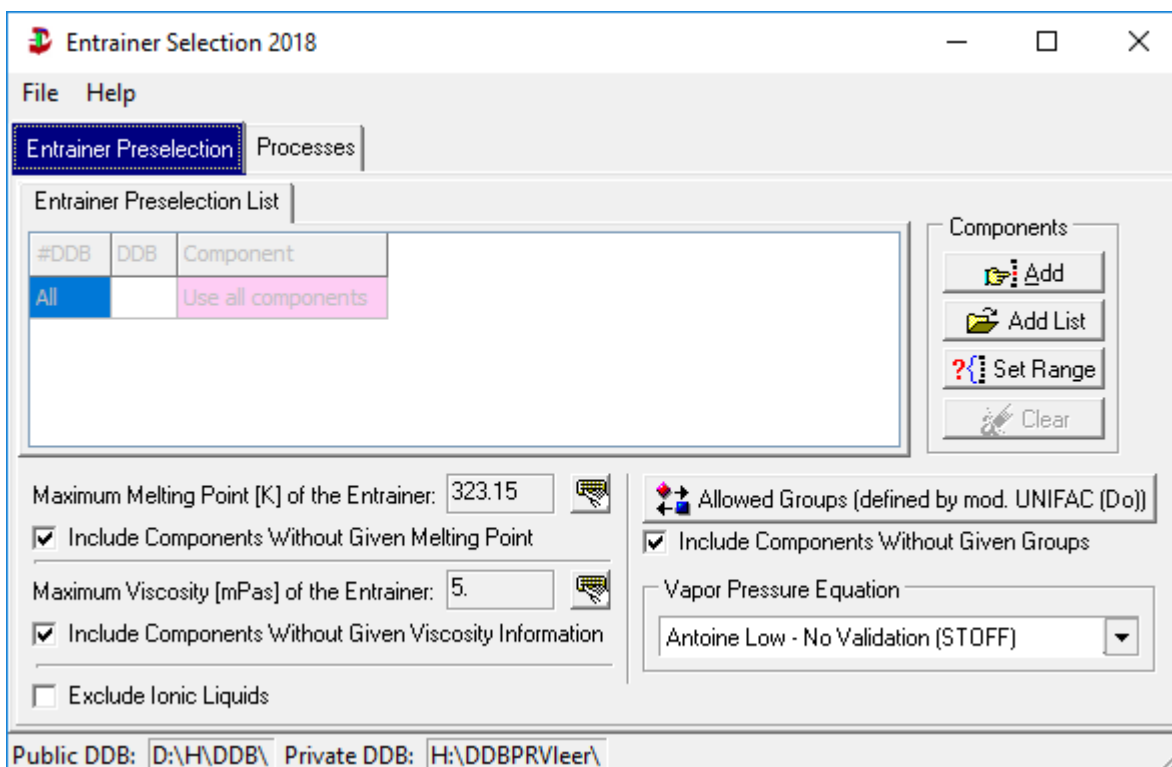 Entrainer Selection 2018
File Help
Entrainer Preselection Processes
Entrainer Preselection List
#DDB DDB Component
All Use all components
Components
Add
Add List
Set Range
Clear
Maximum Melting Point [K] of the Entrainer: 323.15
Include Components Without Given Melting Point
Maximum Viscosity [mPas] of the Entrainer: 5.
Include Components Without Given Viscosity Information
Exclude Ionic Liquids
Allowed Groups (defined by mod. UNIFAC (Do))
Include Components Without Given Groups
Vapor Pressure Equation
Antoine Low - No Validation (STOFF)
Public DDB: D:\H\DDB\ Private DDB: H:\DDBPRVleer\